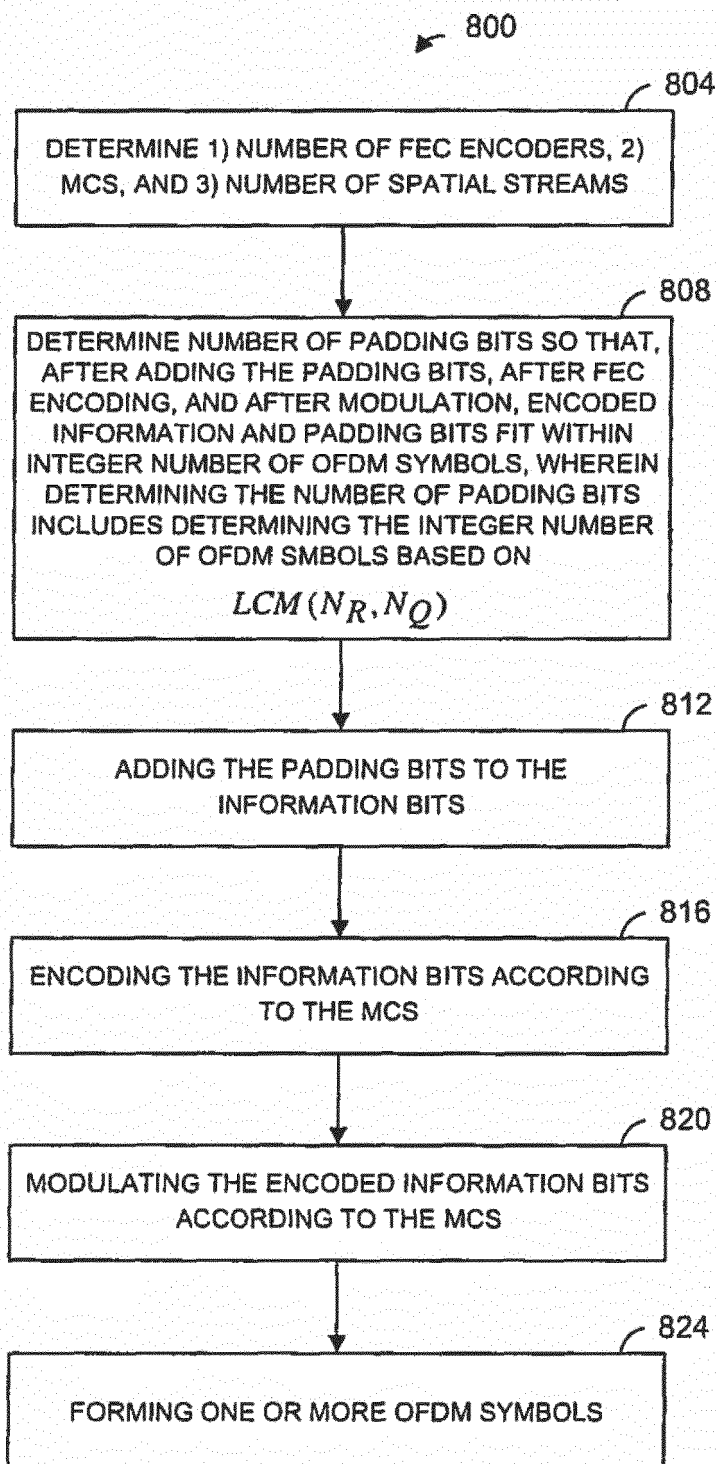 800
804
DETERMINE 1) NUMBER OF FEC ENCODERS, 2)
MCS, AND 3) NUMBER OF SPATIAL STREAMS
808
DETERMINE NUMBER OF PADDING BITS SO THAT,
AFTER ADDING THE PADDING BITS, AFTER FEC
ENCODING, AND AFTER MODULATION, ENCODED
INFORMATION AND PADDING BITS FIT WITHIN
INTEGER NUMBER OF OFDM SYMBOLS, WHEREIN
DETERMINING THE NUMBER OF PADDING BITS
INCLUDES DETERMINING THE INTEGER NUMBER
OF OFDM SMBOLS BASED ON
LCM(N_R, N_Q)
812
ADDING THE PADDING BITS TO THE
INFORMATION BITS
816
ENCODING THE INFORMATION BITS ACCORDING
TO THE MCS
820
MODULATING THE ENCODED INFORMATION BITS
ACCORDING TO THE MCS
824
FORMING ONE OR MORE OFDM SYMBOLS